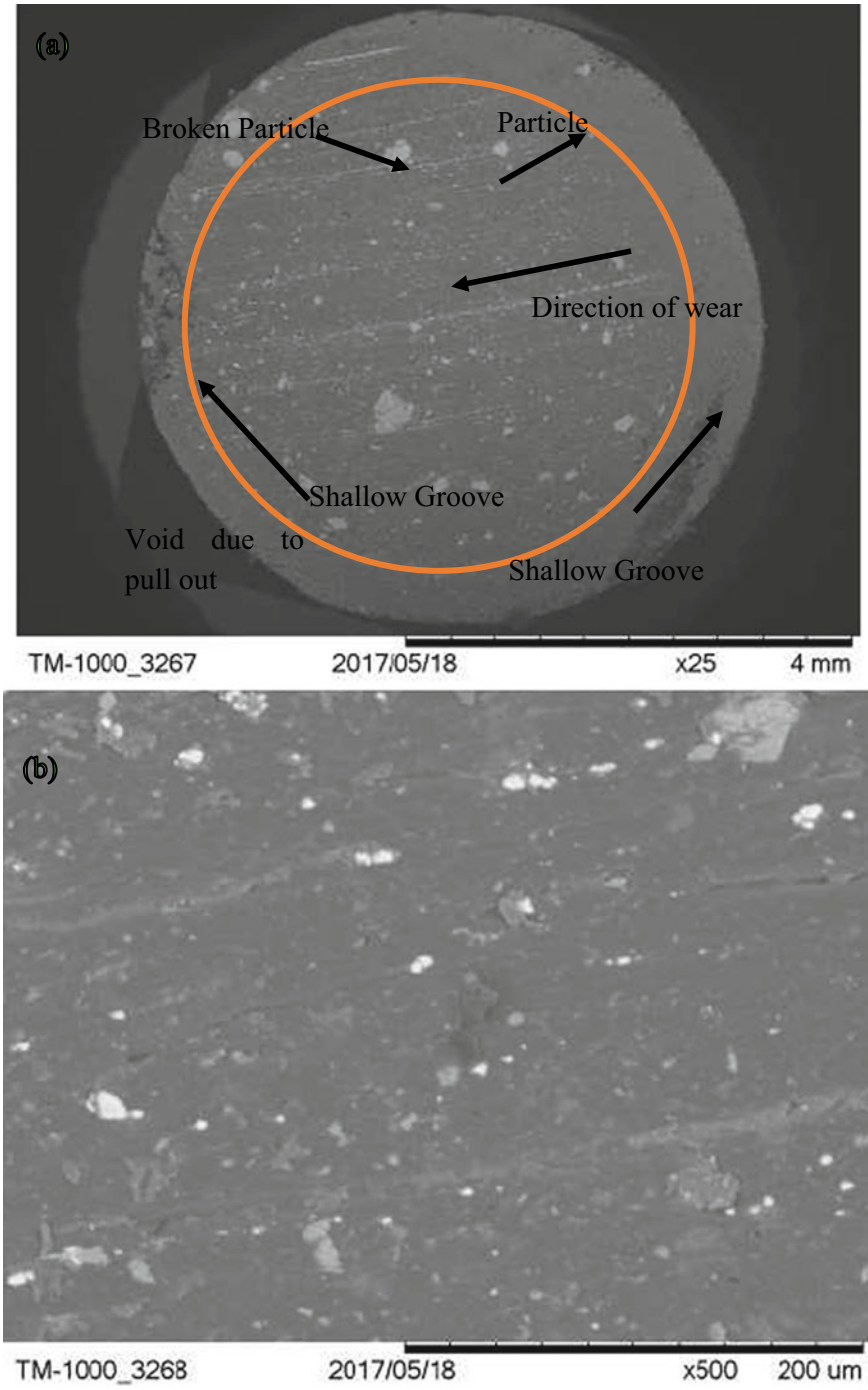 (a)
Broken Particle
Particle
Direction of wear
Shallow Groove
Void due to
pull out
Shallow Groove
TM-1000_3267 2017/05/18 x25 4 mm
(b)
TM-1000_3268 2017/05/18 x500 200 um